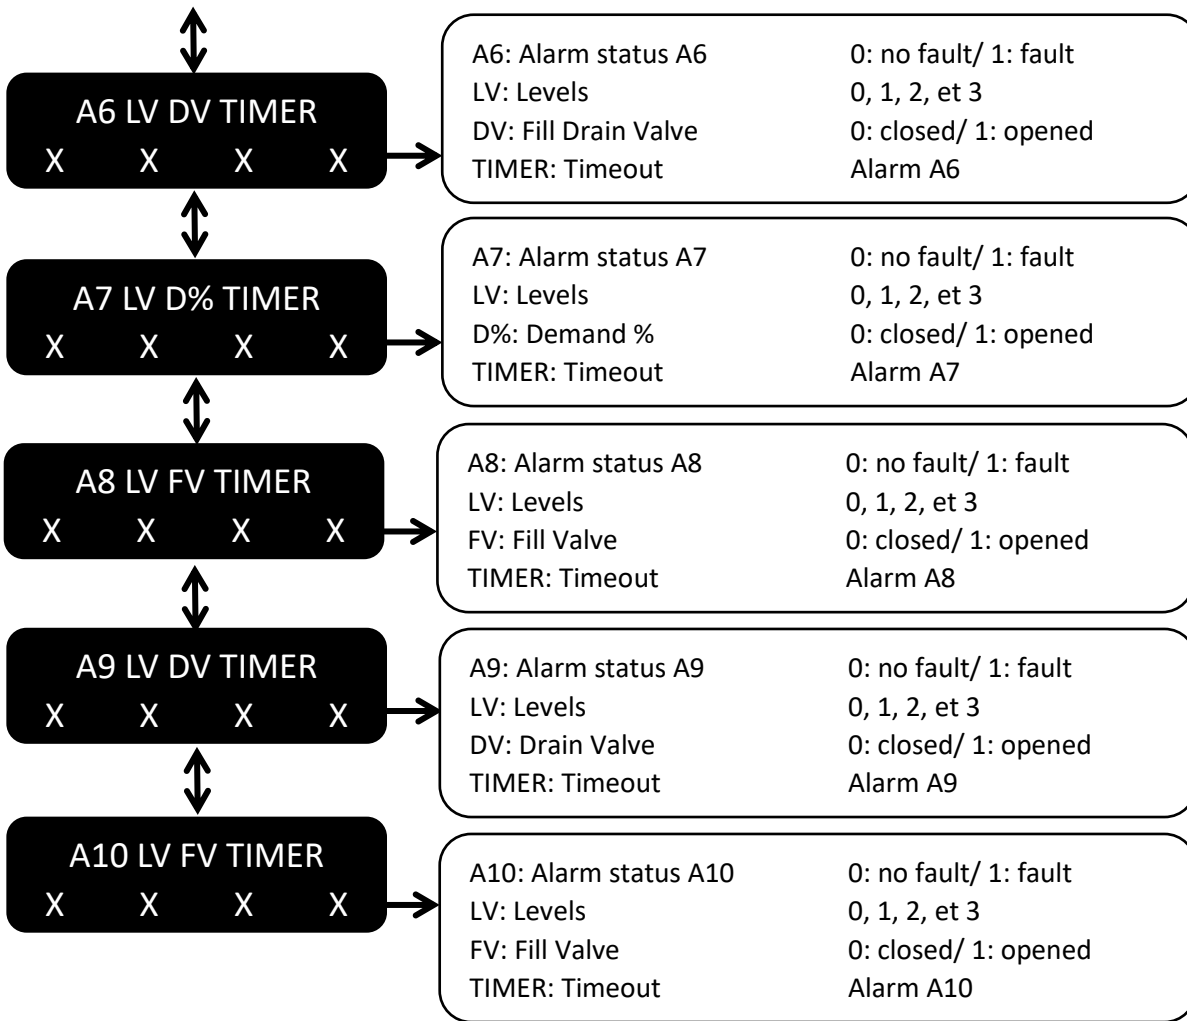 A6 LV DV TIMER
X X X X
A6: Alarm status A6 0: no fault/ 1: fault
LV: Levels 0, 1, 2, et 3
DV: Fill Drain Valve 0: closed/ 1: opened
TIMER: Timeout Alarm A6
A7 LV D% TIMER
X X X X
A7: Alarm status A7 0: no fault/ 1: fault
LV: Levels 0, 1, 2, et 3
D%: Demand % 0: closed/ 1: opened
TIMER: Timeout Alarm A7
A8 LV FV TIMER
X X X X
A8: Alarm status A8 0: no fault/ 1: fault
LV: Levels 0, 1, 2, et 3
FV: Fill Valve 0: closed/ 1: opened
TIMER: Timeout Alarm A8
A9 LV DV TIMER
X X X X
A9: Alarm status A9 0: no fault/ 1: fault
LV: Levels 0, 1, 2, et 3
DV: Drain Valve 0: closed/ 1: opened
TIMER: Timeout Alarm A9
A10 LV FV TIMER
X X X X
A10: Alarm status A10 0: no fault/ 1: fault
LV: Levels 0, 1, 2, et 3
FV: Fill Valve 0: closed/ 1: opened
TIMER: Timeout Alarm A10